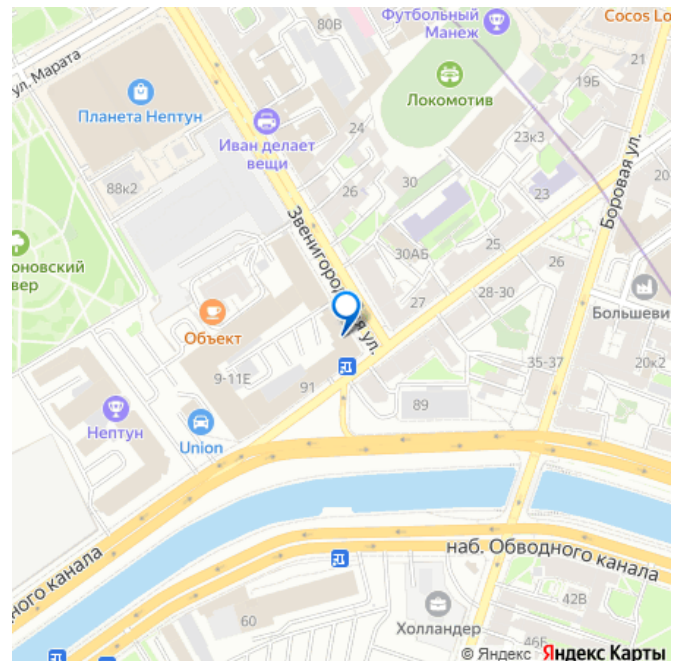 80В
Футбольный
Манеж
Cocos Lo
21
ул. Марата
19Б
Локомотив
Планета Нептун
24
Иван делает
вещи
23к3
Боровая ул.
20
88к2
26
30
23
Звенигородская ул.
30АБ
25
26
оновский
вер
27
28-30
Объект
Большеви
9-11Е
91
35-37
20к2
89
Нептун
Union
дного канала
наб. Обводного канала
60
42В
Холландер
46Б
© Яндекс Яндекс Карты